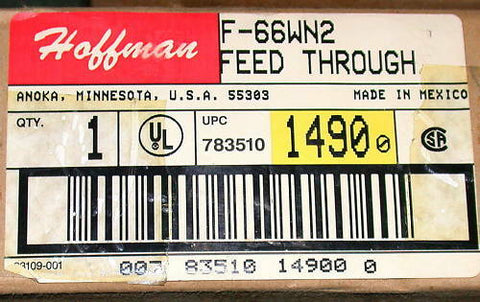 Hoffman
F-66WN2
FEED THROUGH
ANOKA, MINNESOTA, U.S.A. 55303 MADE IN MEXICO
QTY. 1 UL UPC 783510 1490 0 SA
3109-001
007 83510 14900 0